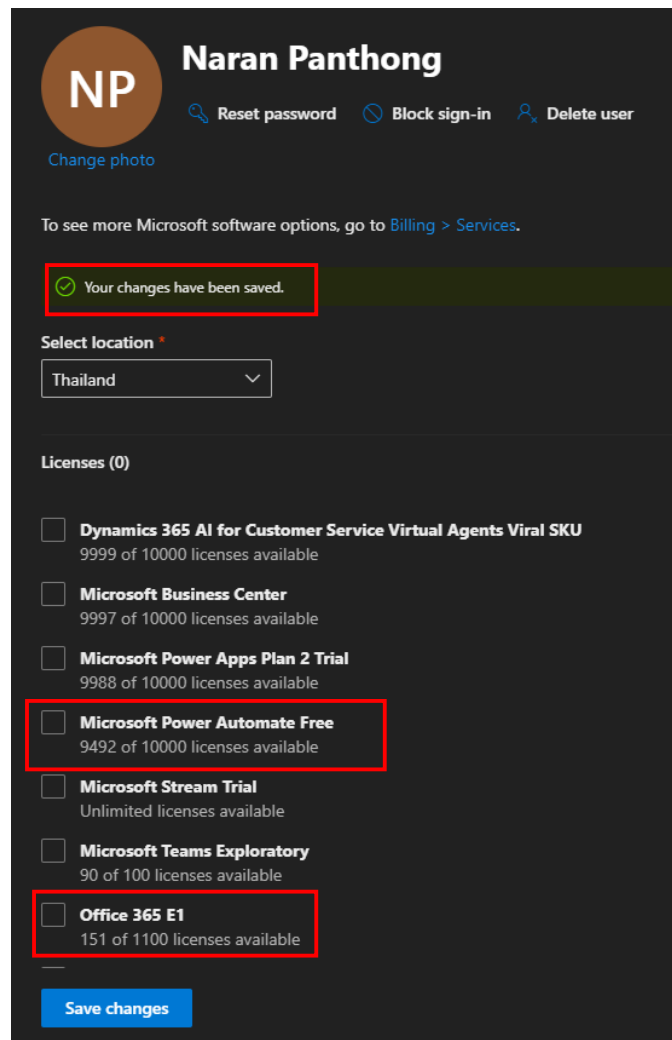 NP
Naran Panthong
Reset password Block sign-in Delete user
Change photo
To see more Microsoft software options, go to Billing > Services.
Your changes have been saved.
Select location *
Thailand
Licenses (0)
Dynamics 365 AI for Customer Service Virtual Agents Viral SKU
9999 of 10000 licenses available
Microsoft Business Center
9997 of 10000 licenses available
Microsoft Power Apps Plan 2 Trial
9988 of 10000 licenses available
Microsoft Power Automate Free
9492 of 10000 licenses available
Microsoft Stream Trial
Unlimited licenses available
Microsoft Teams Exploratory
90 of 100 licenses available
Office 365 E1
151 of 1100 licenses available
Save changes